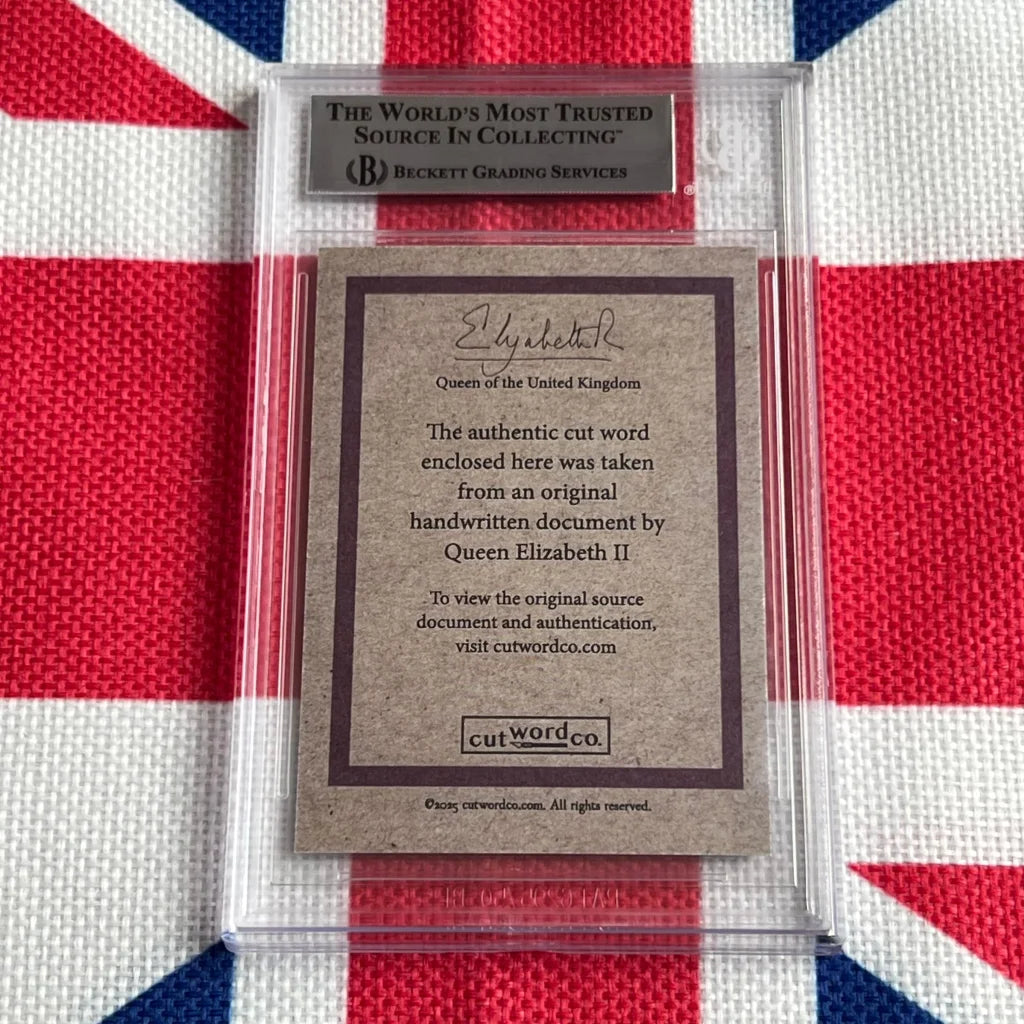 The World's Most Trusted
Source In Collecting™
B Beckett Grading Services
®
ElizabethR
Queen of the United Kingdom
The authentic cut word
enclosed here was taken
from an original
handwritten document by
Queen Elizabeth II
To view the original source
document and authentication,
visit cutwordco.com
cut word co.
©2025 cutwordco.com. All rights reserved.